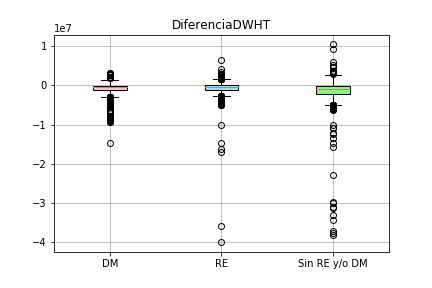 DiferenciaDWHT
1e7
1
0
−1
−2
−3
−4
DM
RE
Sin RE y/o DM